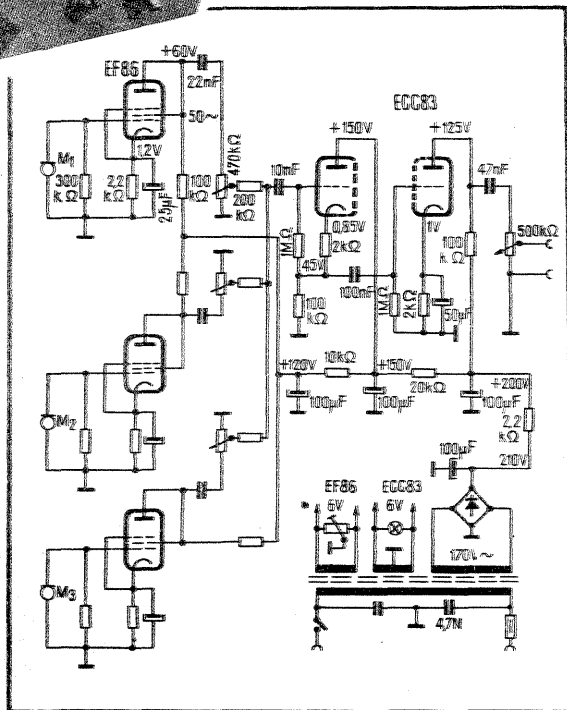 +60V
EF86
22nF
ECC83
50~
+150V
+125V
M1
1,2V
470kΩ
10nF
47nF
300 kΩ
2,2 kΩ
25µF
100 kΩ
200 kΩ
0,85V
1V
500kΩ
1MΩ
2kΩ
45V
100 kΩ
100nF
1MΩ
2kΩ
50µF
100 kΩ
10kΩ
+120V
+150V
20kΩ
+200V
100µF
100µF
100µF
2,2 kΩ
M2
100µF
210V
EF86
ECC83
6V
6V
170V~
M3
4,7N